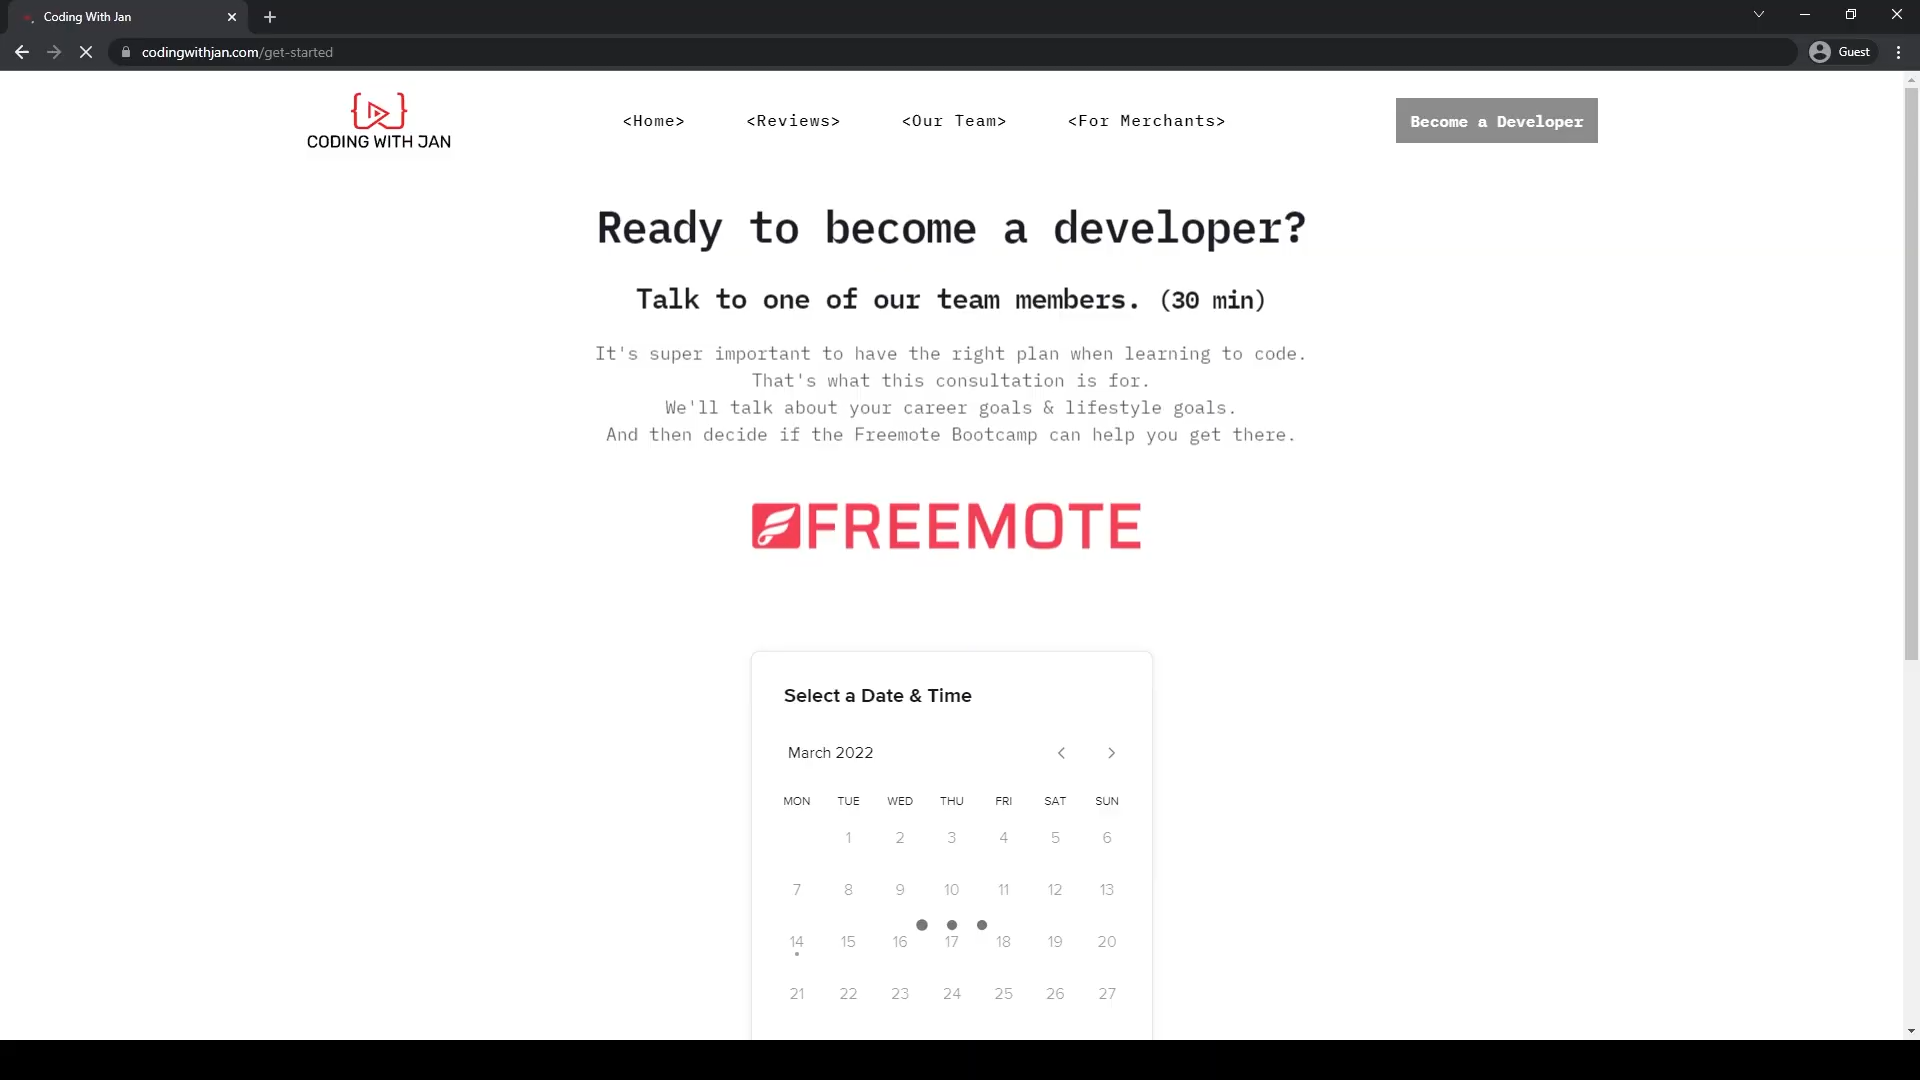 Coding With Jan
codingwithjan.com/get-started
Guest
CODING WITH JAN
<Home>
<Reviews>
<Our Team>
<For Merchants>
Become a Developer
Ready to become a developer?
Talk to one of our team members. (30 min)
It's super important to have the right plan when learning to code.
That's what this consultation is for.
We'll talk about your career goals & lifestyle goals.
And then decide if the Freemote Bootcamp can help you get there.
FREEMOTE
Select a Date & Time
March 2022
MON TUE WED THU FRI SAT SUN
1 2 3 4 5 6
7 8 9 10 11 12 13
14 15 16 17 18 19 20
21 22 23 24 25 26 27